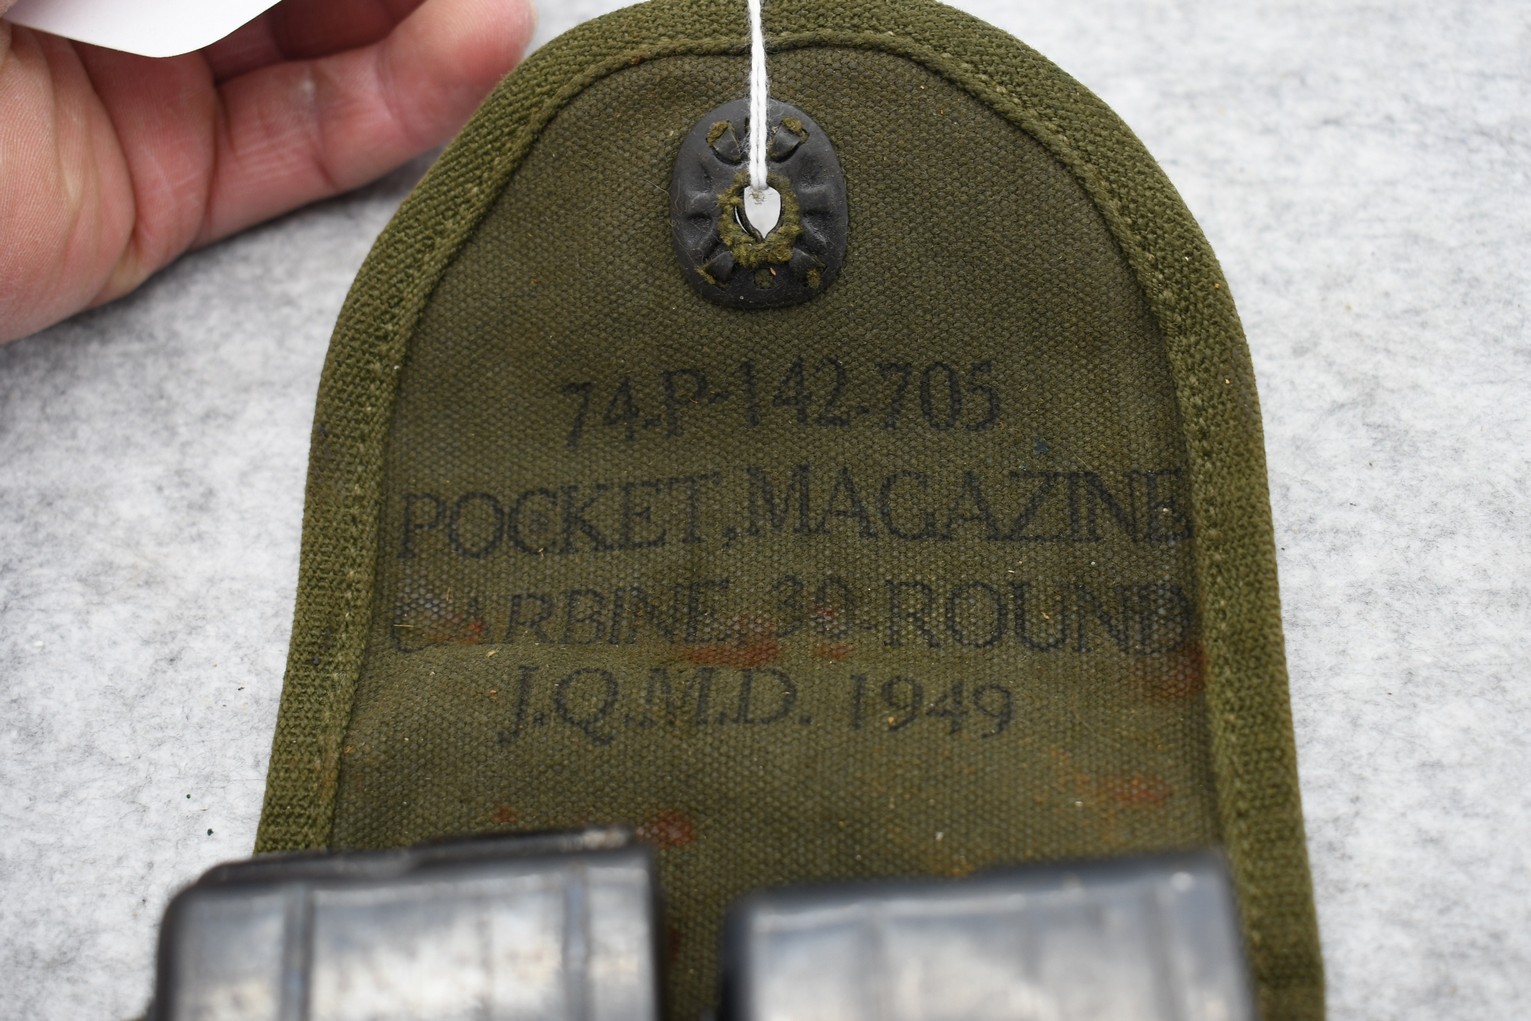 74-P-142-705
POCKET, MAGAZINE
CARBINE, 30-ROUND
J.Q.M.D. 1949